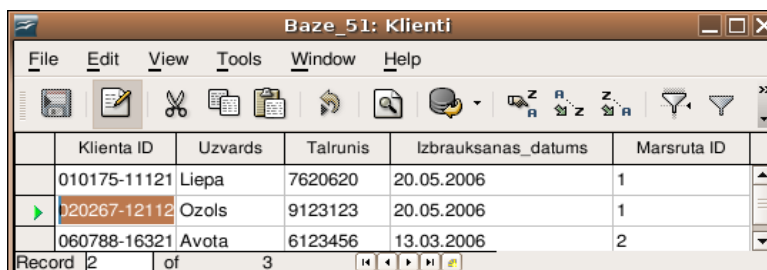 Baze_51: Klienti
File Edit View Tools Window Help
Klienta ID Uzvards Talrunis Izbrauksanas_datums Marsruta ID
010175-11121 Liepa 7620620 20.05.2006 1
020267-12112 Ozols 9123123 20.05.2006 1
060788-16321 Avota 6123456 13.03.2006 2
Record 2 of 3